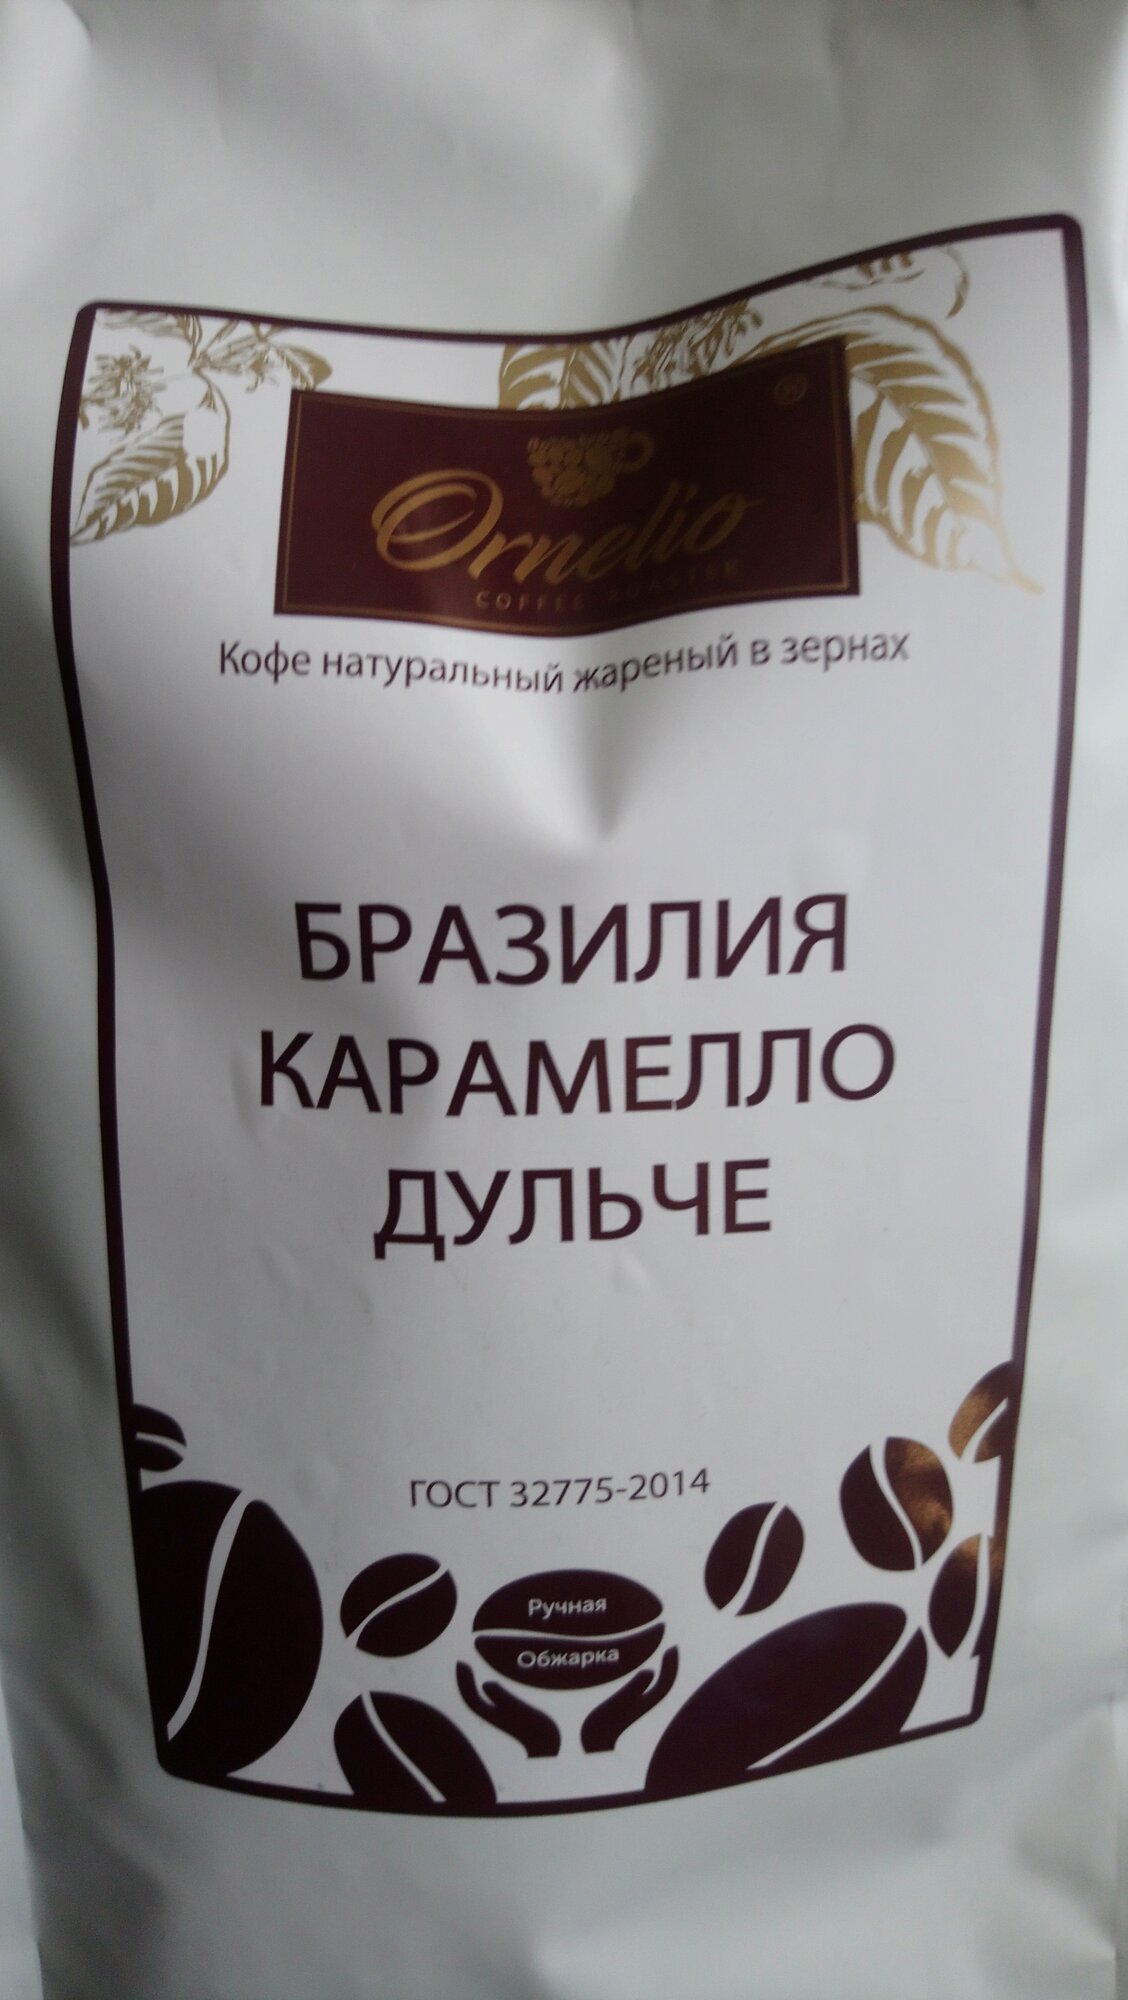 ®
Ornelio
COFFEE ROASTER
Кофе натуральный жареный в зернах
БРАЗИЛИЯ
КАРАМЕЛЛО
ДУЛЬЧЕ
ГОСТ 32775-2014
Ручная
Обжарка